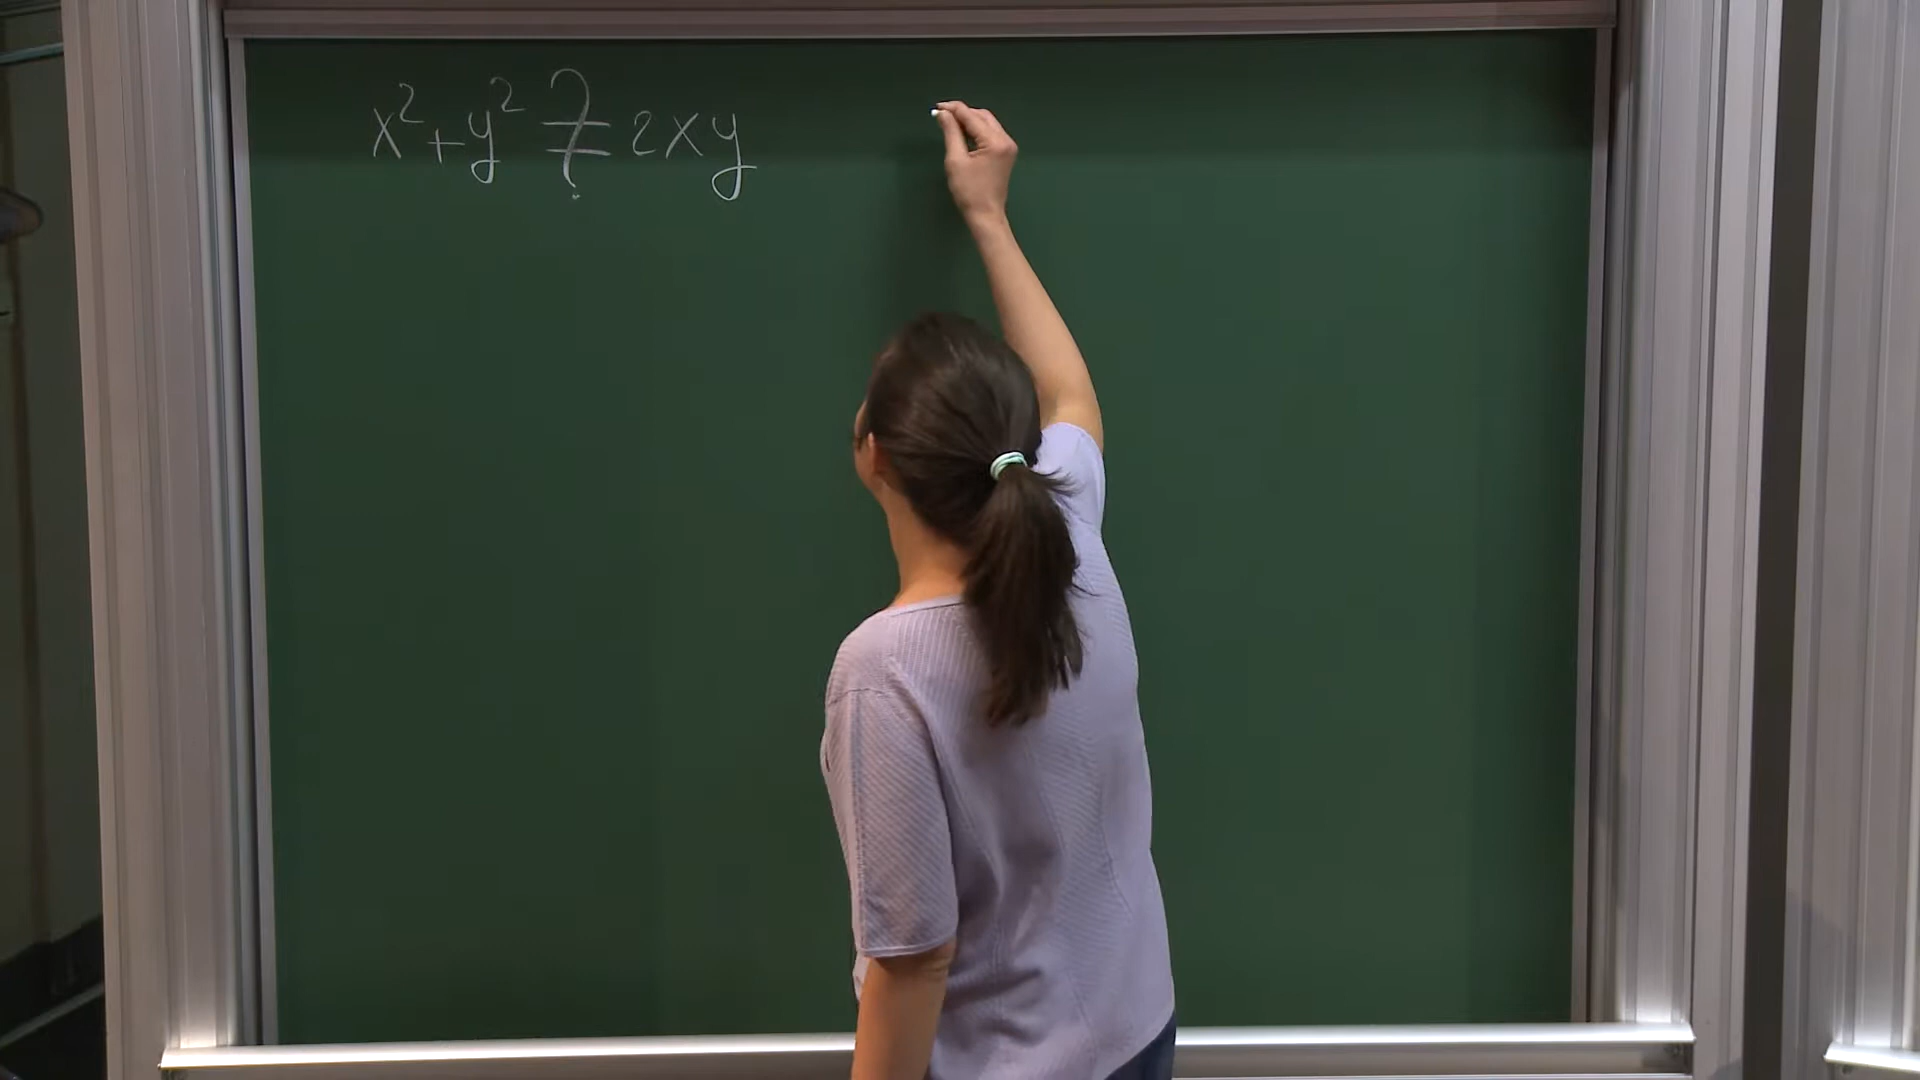 x² + y² ≟ 2xy